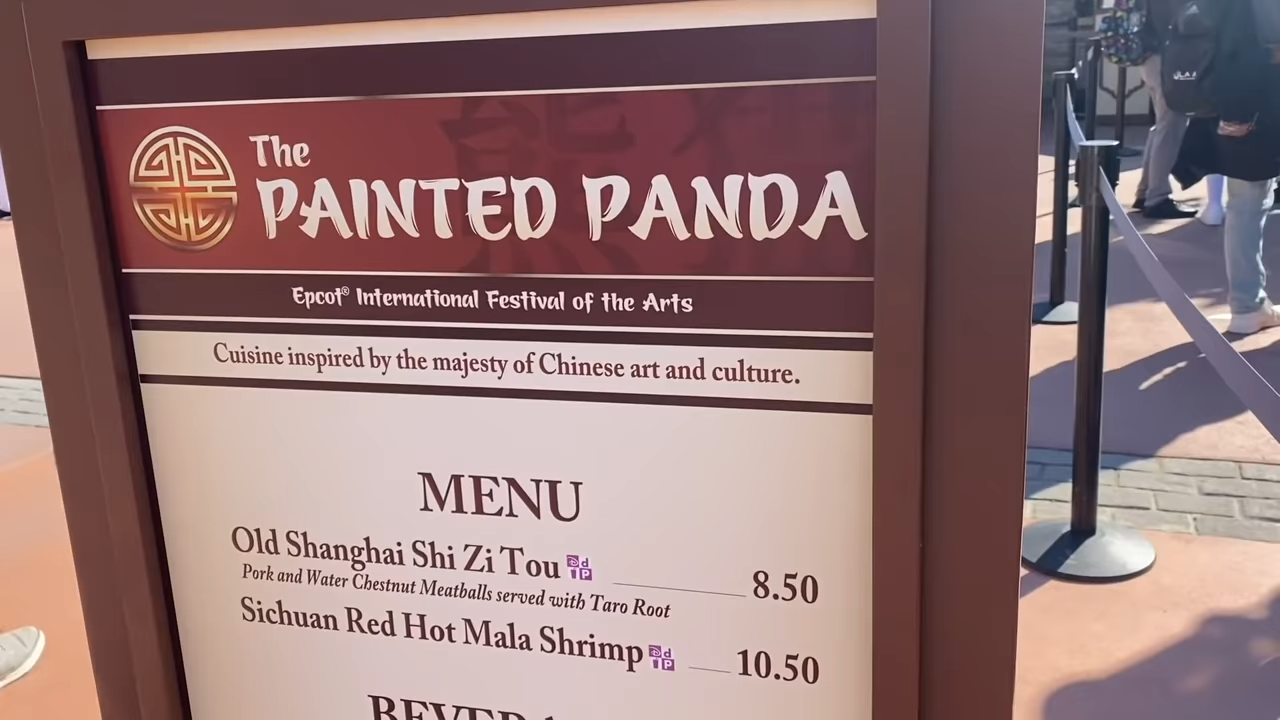 The
PAINTED PANDA
Epcot® International Festival of the Arts
Cuisine inspired by the majesty of Chinese art and culture.
MENU
Old Shanghai Shi Zi Tou 8.50
Pork and Water Chestnut Meatballs served with Taro Root
Sichuan Red Hot Mala Shrimp 10.50